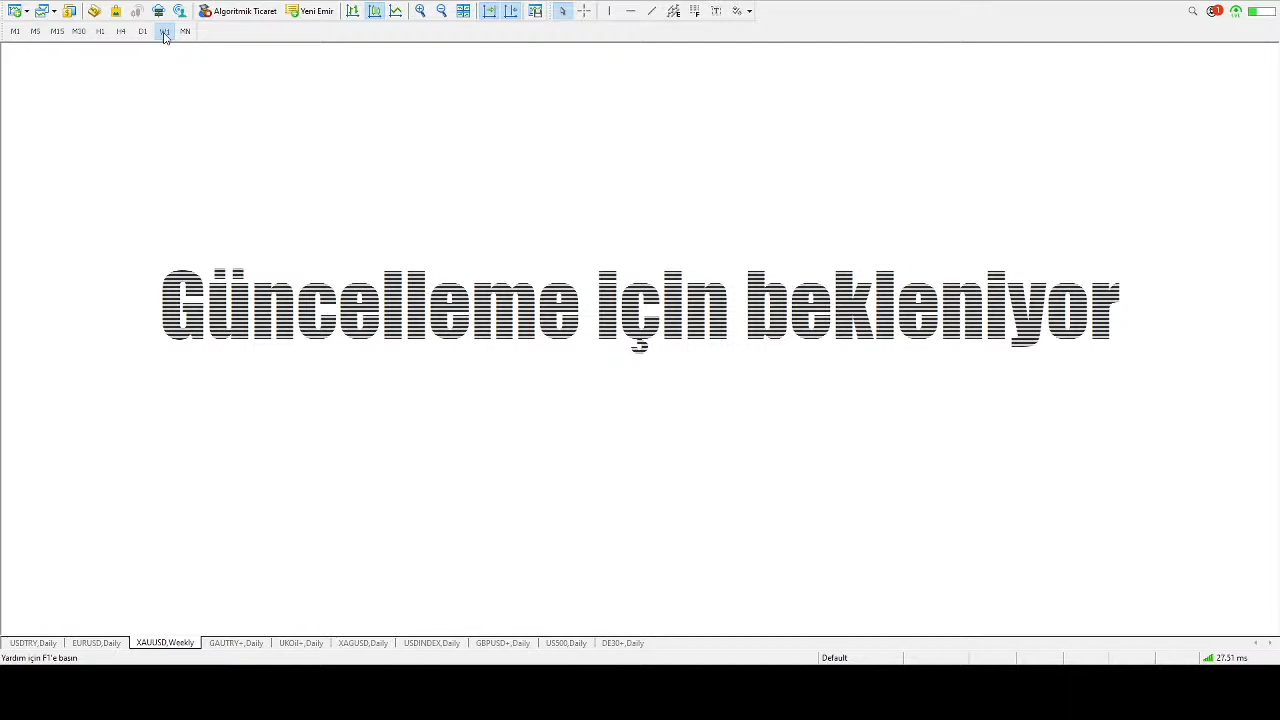 Algoritmik Ticaret Yeni Emir
M1 M5 M15 M30 H1 H4 D1 W1 MN
Güncelleme için bekleniyor
USDTRY,Daily EURUSD,Daily XAUUSD,Weekly GAUTRY+,Daily UKOil+,Daily XAGUSD,Daily USDINDEX,Daily GBPUSD+,Daily US500,Daily DE30+,Daily
Yardım için F1'e basın Default 27.51 ms